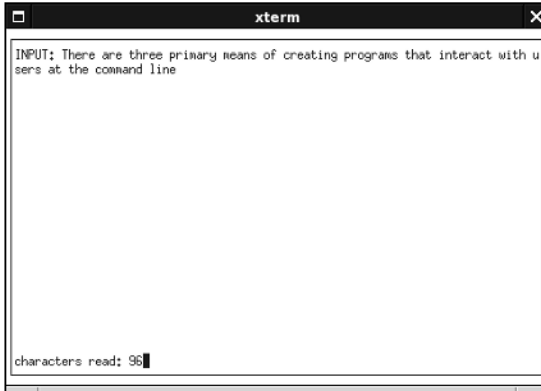 xterm
INPUT: There are three primary means of creating programs that interact with u
sers at the command line
characters read: 96